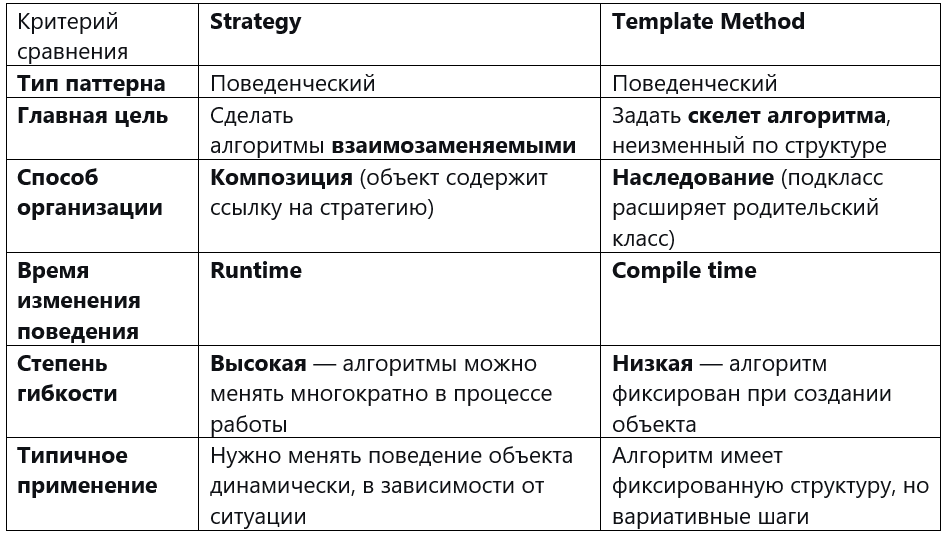 Критерий
сравнения
Strategy
Template Method
Тип паттерна
Поведенческий
Поведенческий
Главная цель
Сделать
алгоритмы взаимозаменяемыми
Задать скелет алгоритма,
неизменный по структуре
Способ
организации
Композиция (объект содержит
ссылку на стратегию)
Наследование (подкласс
расширяет родительский
класс)
Время
изменения
поведения
Runtime
Compile time
Степень
гибкости
Высокая — алгоритмы можно
менять многократно в процессе
работы
Низкая — алгоритм
фиксирован при создании
объекта
Типичное
применение
Нужно менять поведение объекта
динамически, в зависимости от
ситуации
Алгоритм имеет
фиксированную структуру, но
вариативные шаги